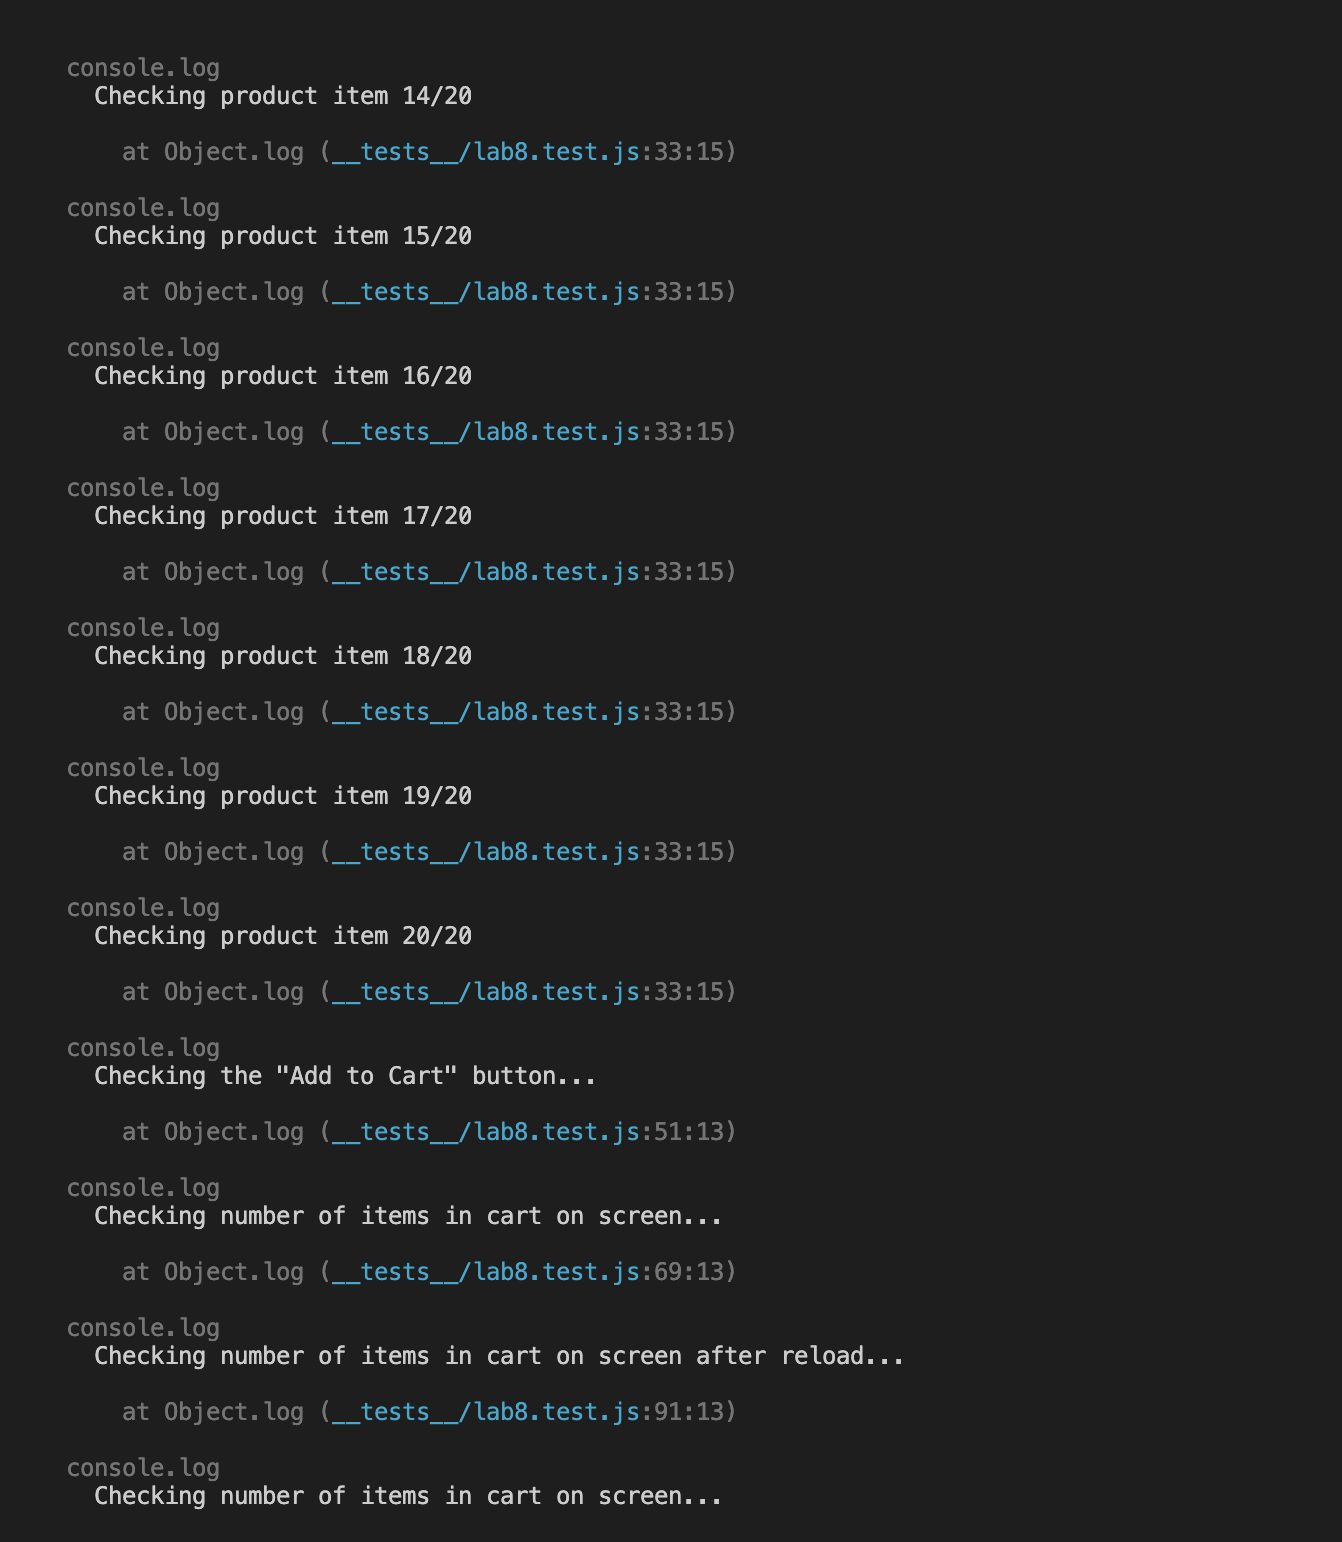 console.log
Checking product item 14/20
at Object.log (__tests__/lab8.test.js:33:15)
console.log
Checking product item 15/20
at Object.log (__tests__/lab8.test.js:33:15)
console.log
Checking product item 16/20
at Object.log (__tests__/lab8.test.js:33:15)
console.log
Checking product item 17/20
at Object.log (__tests__/lab8.test.js:33:15)
console.log
Checking product item 18/20
at Object.log (__tests__/lab8.test.js:33:15)
console.log
Checking product item 19/20
at Object.log (__tests__/lab8.test.js:33:15)
console.log
Checking product item 20/20
at Object.log (__tests__/lab8.test.js:33:15)
console.log
Checking the "Add to Cart" button...
at Object.log (__tests__/lab8.test.js:51:13)
console.log
Checking number of items in cart on screen...
at Object.log (__tests__/lab8.test.js:69:13)
console.log
Checking number of items in cart on screen after reload...
at Object.log (__tests__/lab8.test.js:91:13)
console.log
Checking number of items in cart on screen...